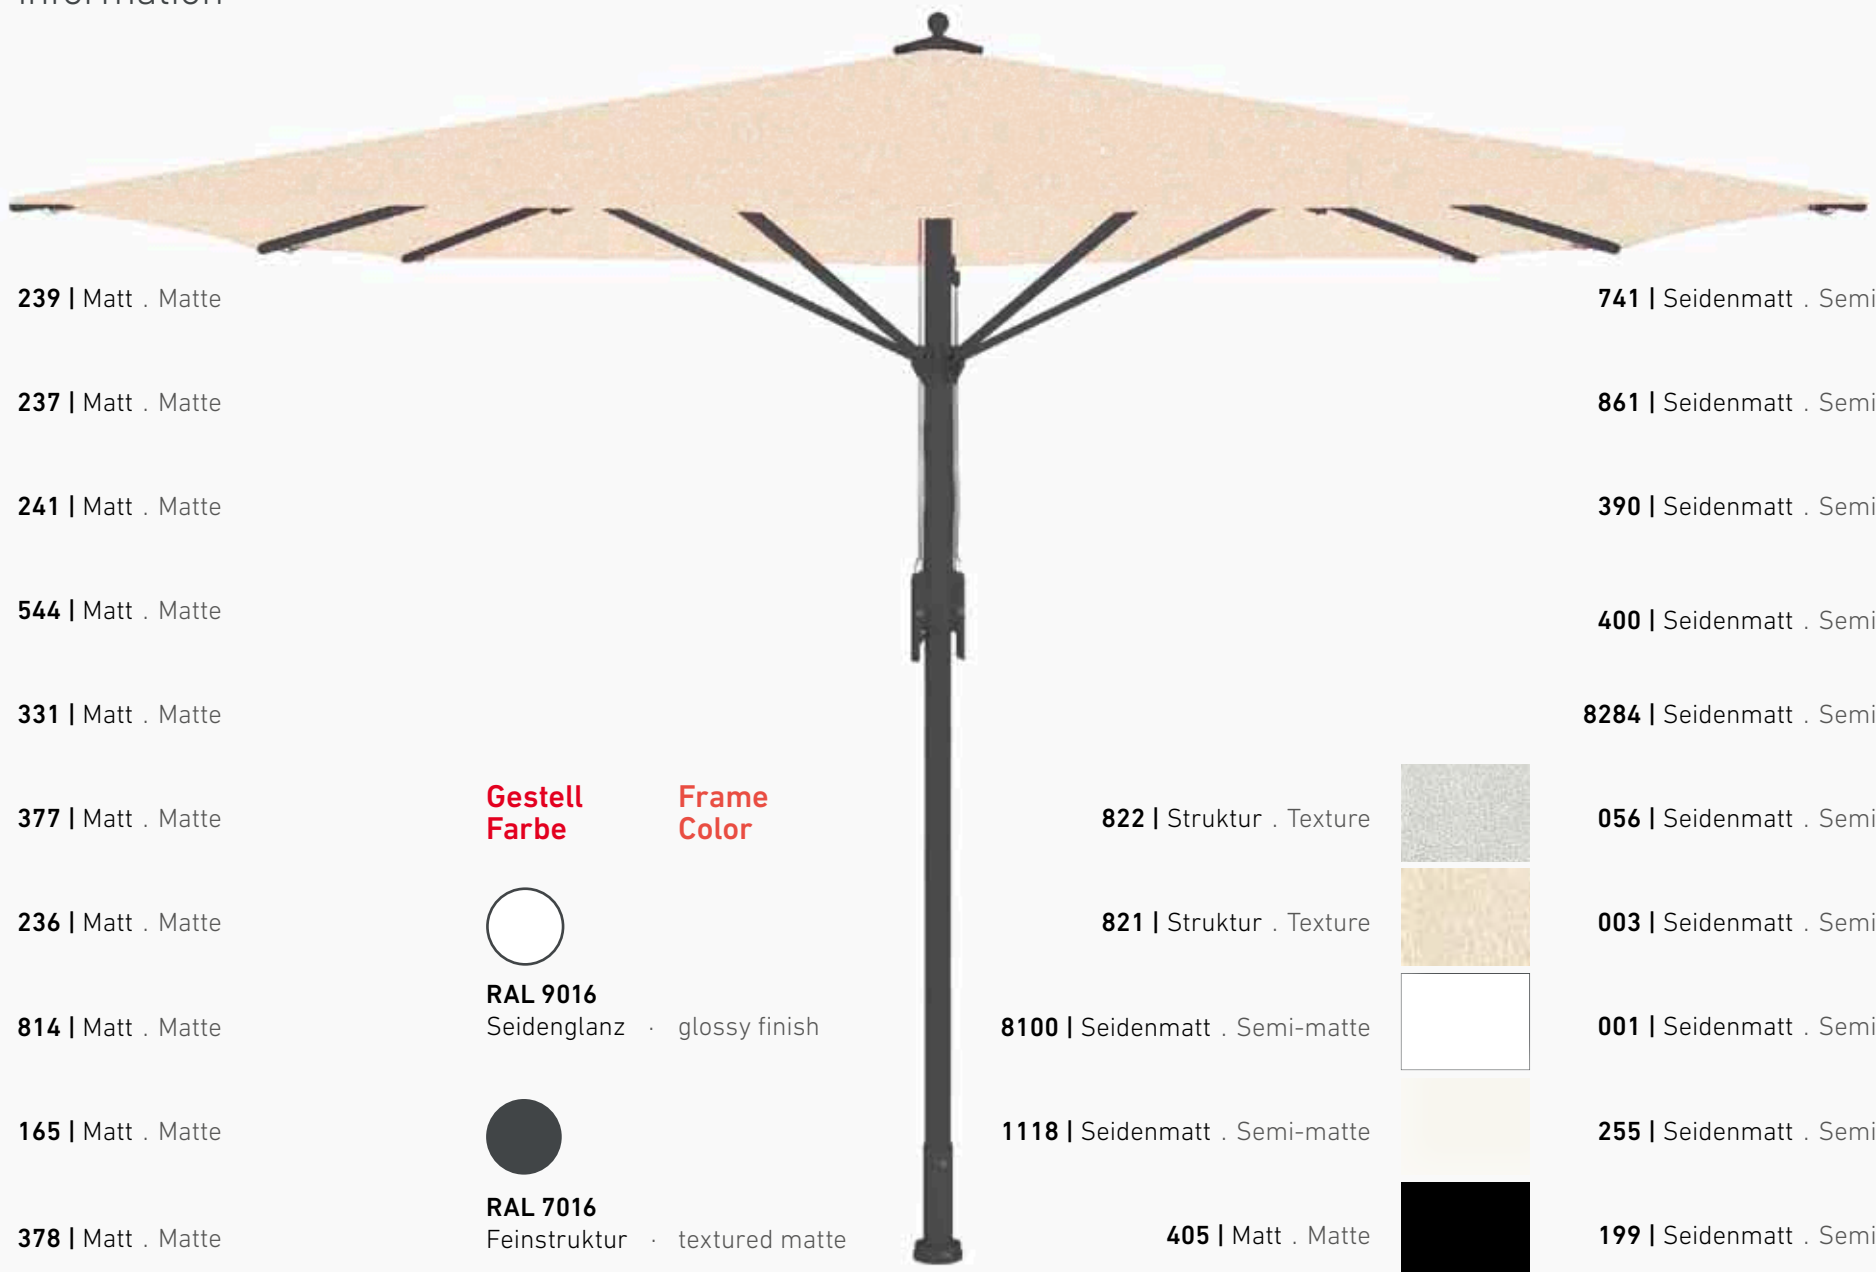 239 | Matt . Matte
237 | Matt . Matte
241 | Matt . Matte
544 | Matt . Matte
331 | Matt . Matte
377 | Matt . Matte
236 | Matt . Matte
814 | Matt . Matte
165 | Matt . Matte
378 | Matt . Matte
Gestell Farbe
Frame Color
RAL 9016
Seidenglanz · glossy finish
RAL 7016
Feinstruktur · textured matte
822 | Struktur . Texture
821 | Struktur . Texture
8100 | Seidenmatt . Semi-matte
1118 | Seidenmatt . Semi-matte
405 | Matt . Matte
741 | Seidenmatt . Semi
861 | Seidenmatt . Semi
390 | Seidenmatt . Semi
400 | Seidenmatt . Semi
8284 | Seidenmatt . Semi
056 | Seidenmatt . Semi
003 | Seidenmatt . Semi
001 | Seidenmatt . Semi
255 | Seidenmatt . Semi
199 | Seidenmatt . Semi